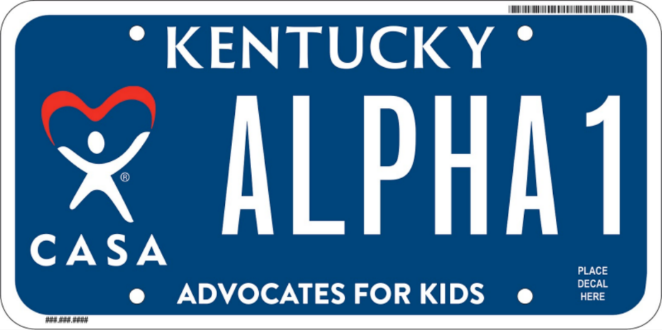 KENTUCKY
ALPHA1
®
CASA
ADVOCATES FOR KIDS
PLACE
DECAL
HERE
###.###.####